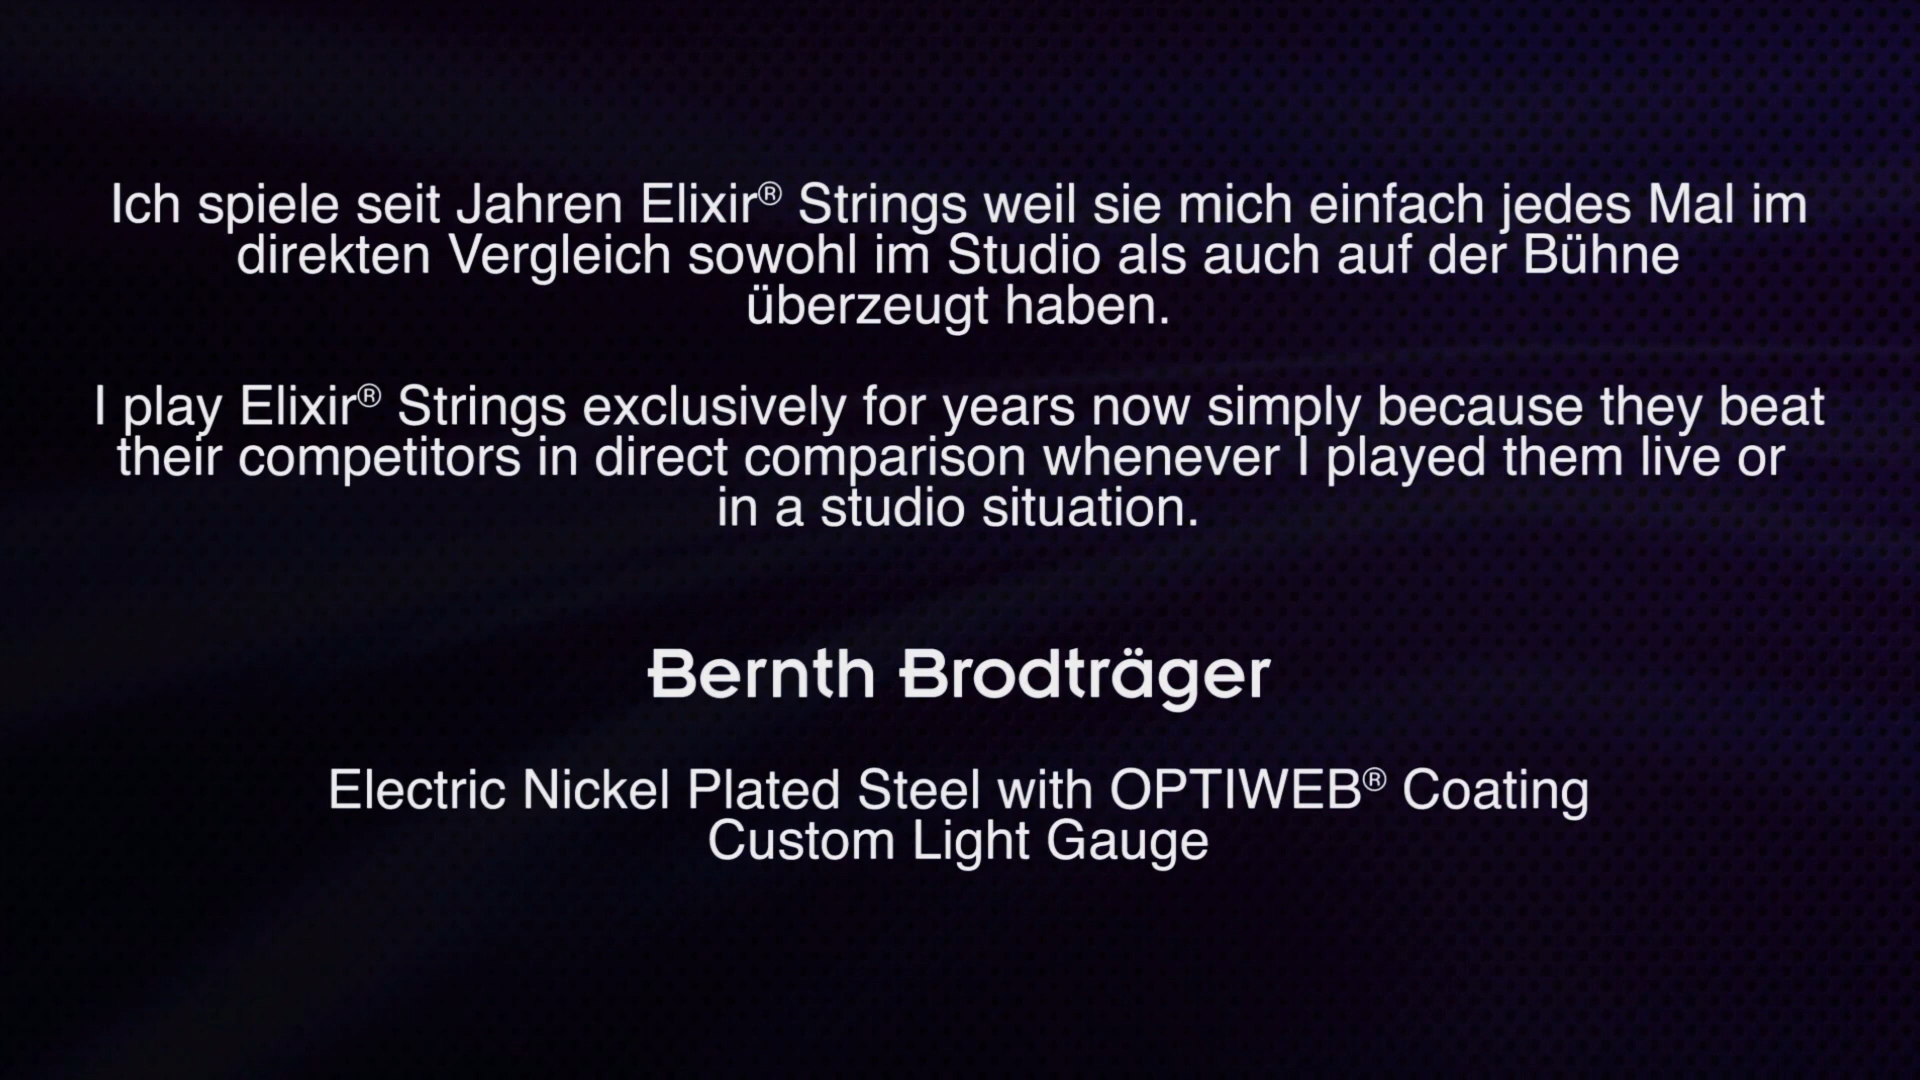 Ich spiele seit Jahren Elixir® Strings weil sie mich einfach jedes Mal im
direkten Vergleich sowohl im Studio als auch auf der Bühne
überzeugt haben.
I play Elixir® Strings exclusively for years now simply because they beat
their competitors in direct comparison whenever I played them live or
in a studio situation.
Bernth Brodträger
Electric Nickel Plated Steel with OPTIWEB® Coating
Custom Light Gauge